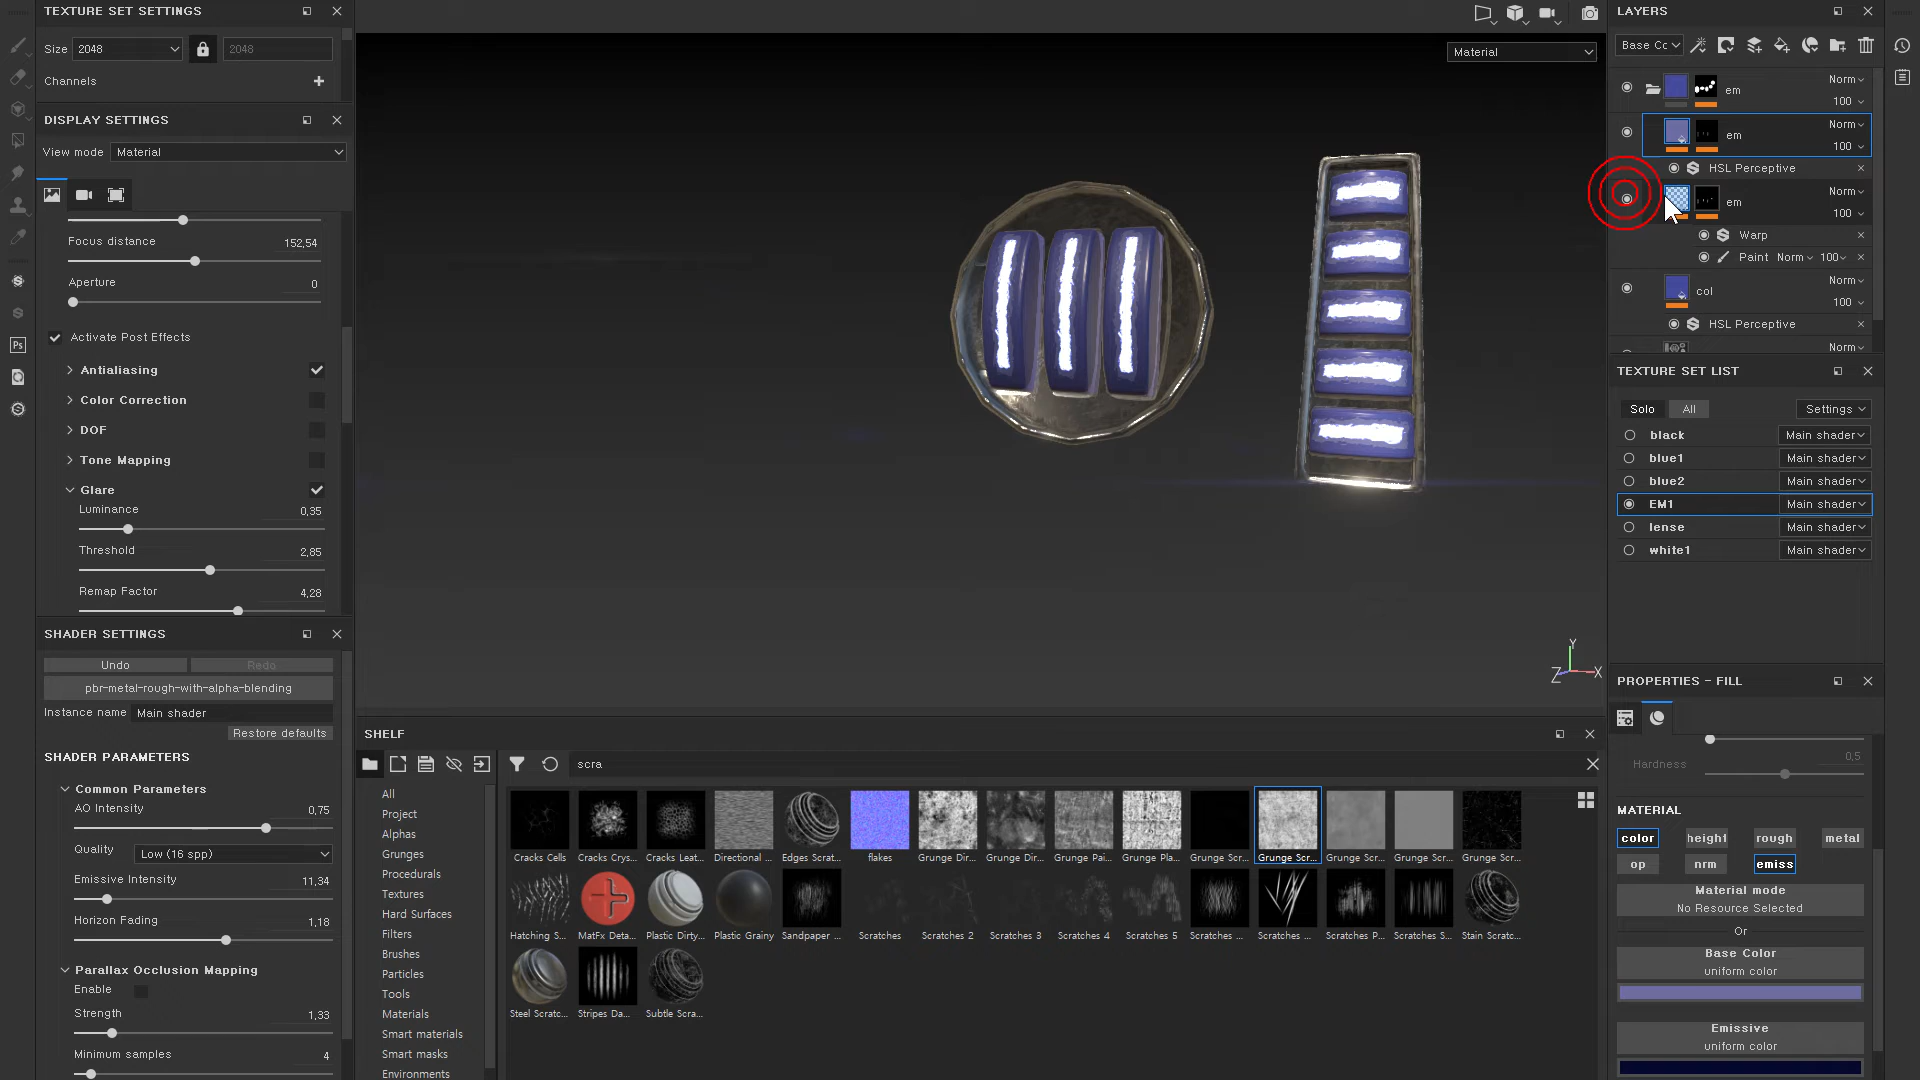 TEXTURE SET SETTINGS
Size 2048 2048
Channels
DISPLAY SETTINGS
View mode Material
Focus distance 152,54
Aperture 0
Activate Post Effects
Antialiasing
Color Correction
DOF
Tone Mapping
Glare
Luminance 0,35
Threshold 2,85
Remap Factor 4,28
SHADER SETTINGS
Undo Redo
pbr-metal-rough-with-alpha-blending
Instance name Main shader
Restore defaults
SHADER PARAMETERS
Common Parameters
AO Intensity 0,75
Quality Low (16 spp)
Emissive Intensity 11,34
Horizon Fading 1,18
Parallax Occlusion Mapping
Enable
Strength 1,33
Minimum samples 4
Material
Y
Z X
SHELF
scra
All
Project
Alphas
Grunges
Procedurals
Textures
Hard Surfaces
Filters
Brushes
Particles
Tools
Materials
Smart materials
Smart masks
Environments
Cracks Cells Cracks Crys... Cracks Leat... Directional ... Edges Scrat... flakes Grunge Dir... Grunge Dir... Grunge Pai... Grunge Pla... Grunge Scr... Grunge Scr... Grunge Scr... Grunge Scr... Grunge Scr...
Hatching S... MatFx Deta... Plastic Dirty... Plastic Grainy Sandpaper ... Scratches Scratches 2 Scratches 3 Scratches 4 Scratches 5 Scratches ... Scratches ... Scratches P... Scratches S... Stain Scratc...
Steel Scratc... Stripes Da... Subtle Scra...
LAYERS
Base Cc
em Norm 100
em Norm 100
HSL Perceptive
em Norm 100
Warp
Paint Norm 100
col Norm 100
HSL Perceptive
Norm
TEXTURE SET LIST
Solo All Settings
black Main shader
blue1 Main shader
blue2 Main shader
EM1 Main shader
lense Main shader
white1 Main shader
PROPERTIES - FILL
Hardness 0,5
MATERIAL
color height rough metal
op nrm emiss
Material mode
No Resource Selected
Or
Base Color
uniform color
Emissive
uniform color
Ps